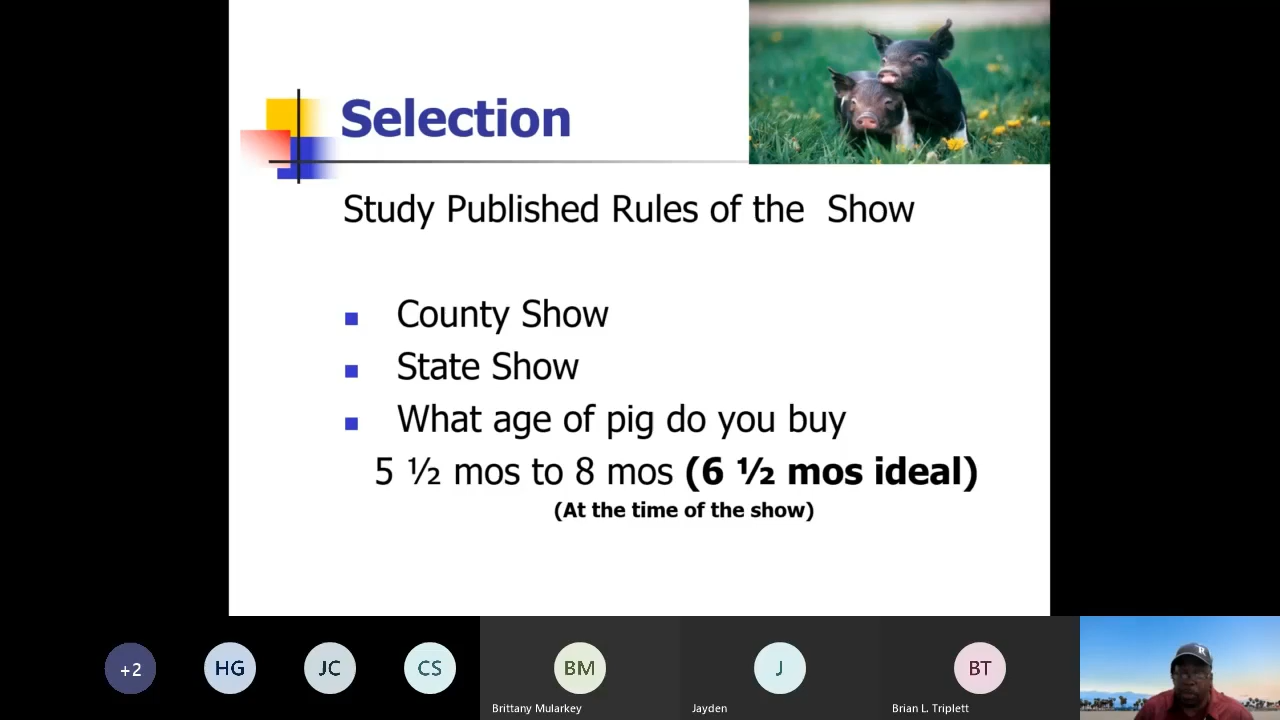 Selection
Study Published Rules of the  Show
County Show
State Show
What age of pig do you buy
5 ½ mos to 8 mos (6 ½ mos ideal)
(At the time of the show)
+2
HG
JC
CS
BM
J
BT
Brittany Mularkey
Jayden
Brian L. Triplett